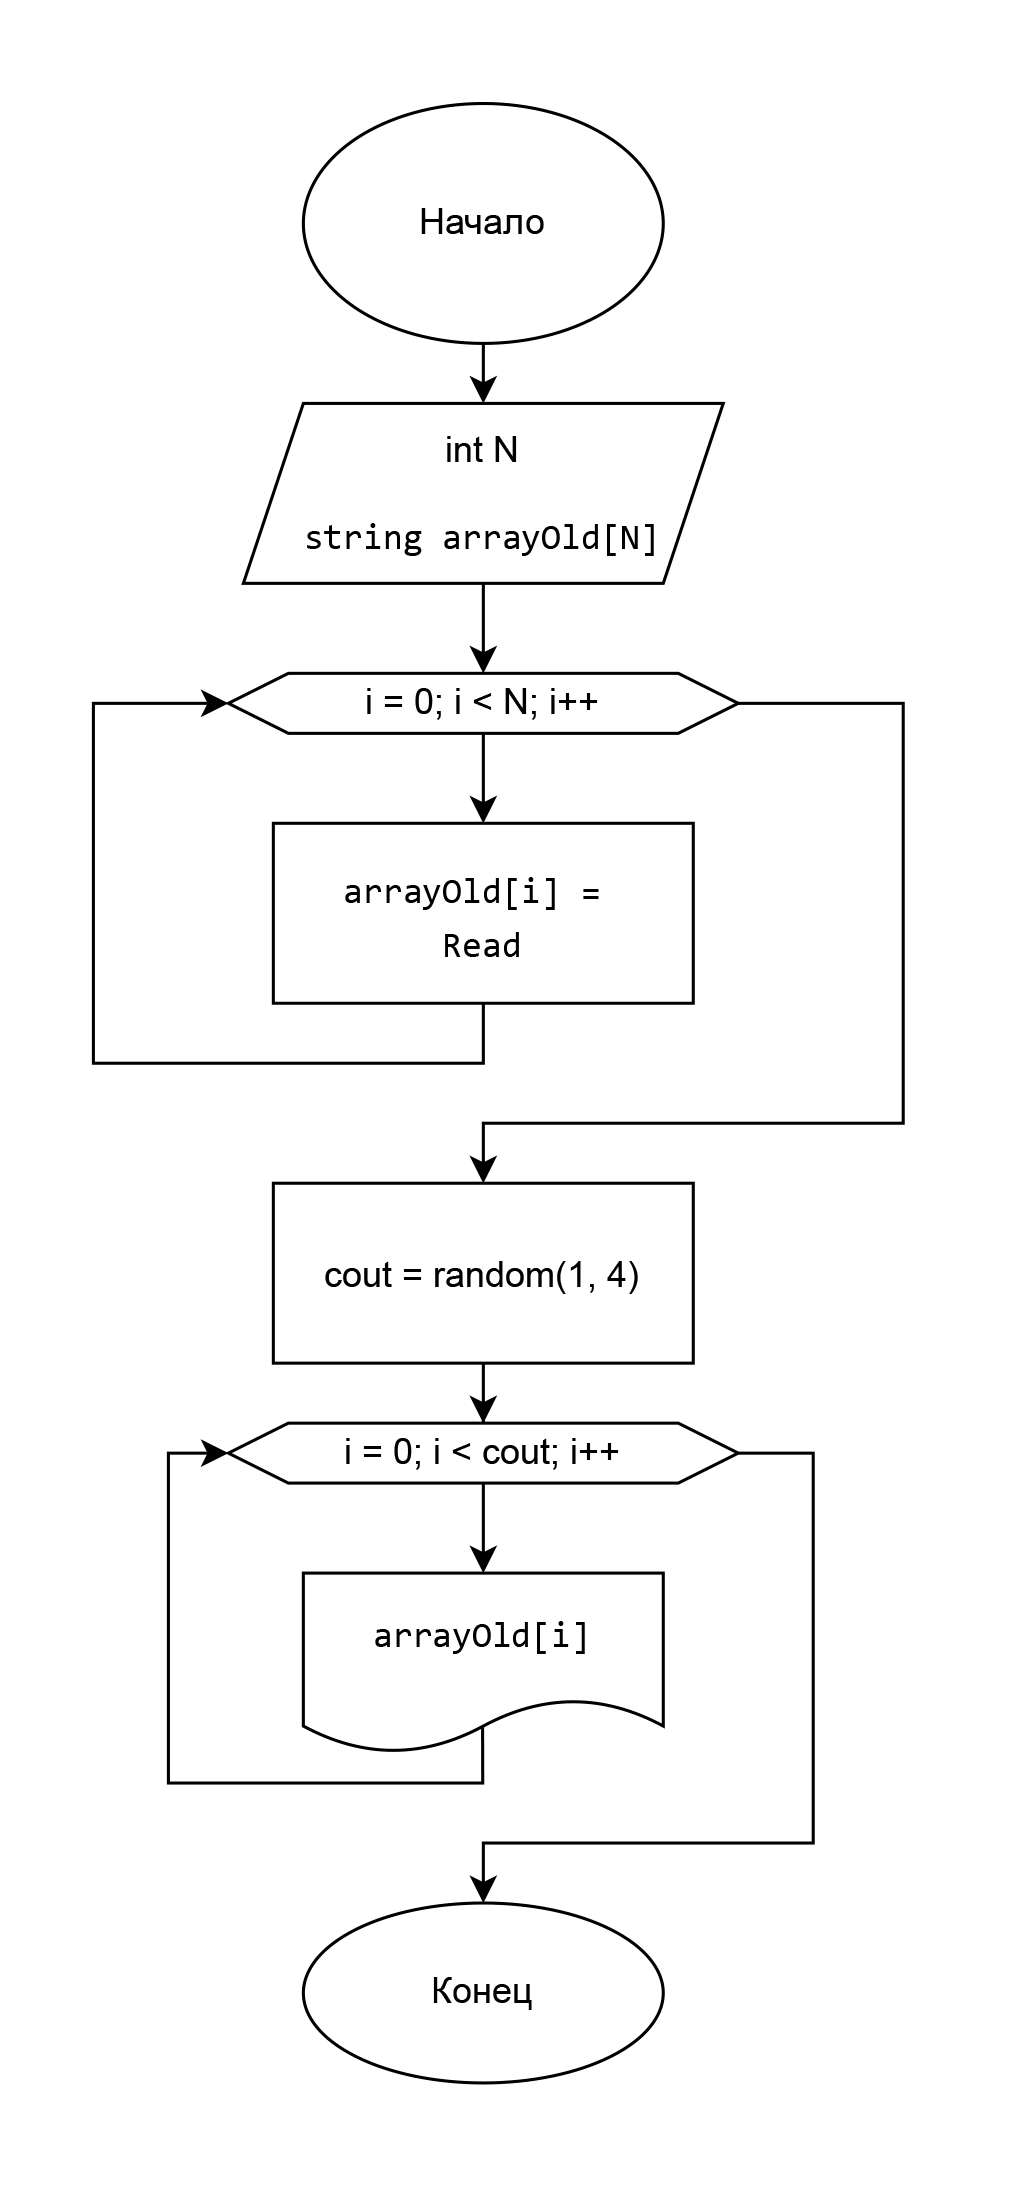 Начало
int N
string arrayOld[N]
i = 0; i < N; i++
arrayOld[i] =
Read
cout = random(1, 4)
i = 0; i < cout; i++
arrayOld[i]
Конец